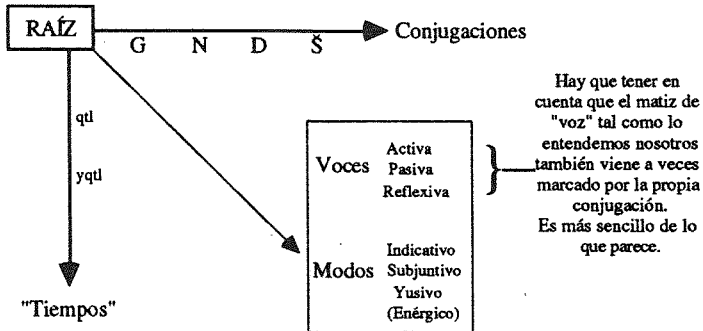 RAÍZ
G N D Š
Conjugaciones
qtl
yqtl
"Tiempos"
Voces
Activa
Pasiva
Reflexiva
Modos
Indicativo
Subjuntivo
Yusivo
(Enérgico)
Hay que tener en
cuenta que el matiz de
"voz" tal como lo
entendemos nosotros
también viene a veces
marcado por la propia
conjugación.
Es más sencillo de lo
que parece.